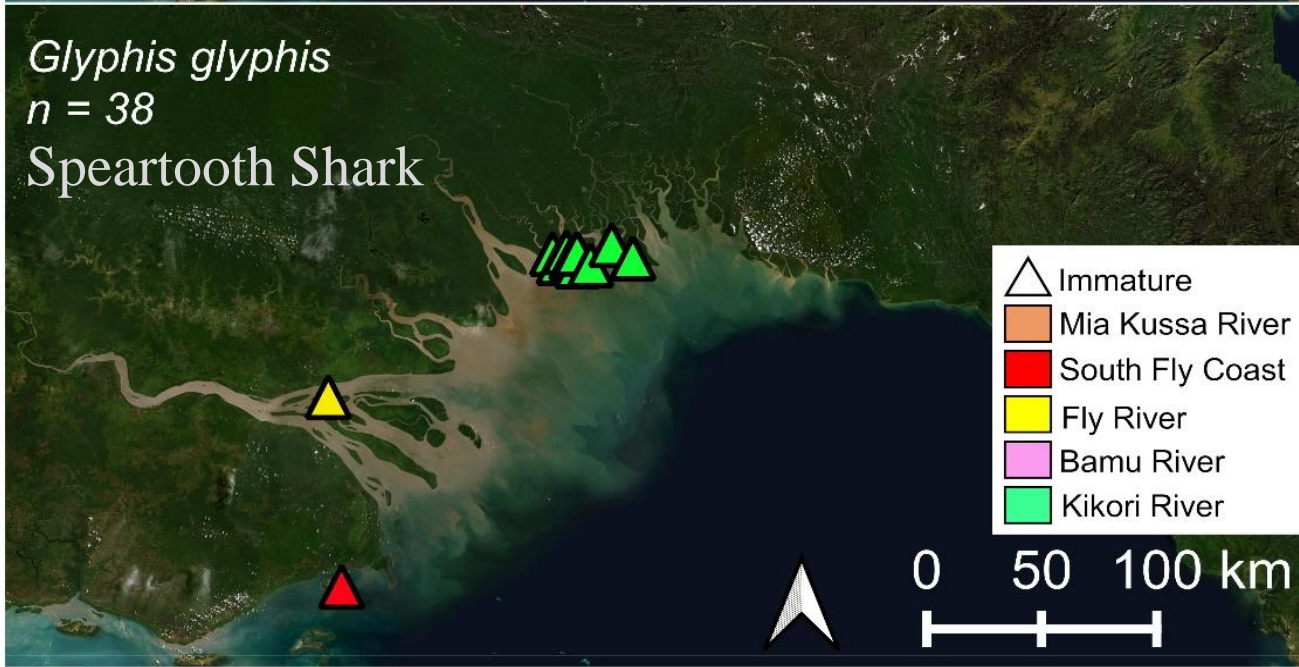 Glyphis glyphis
n = 38
Speartooth Shark
Immature
Mia Kussa River
South Fly Coast
Fly River
Bamu River
Kikori River
0 50 100 km